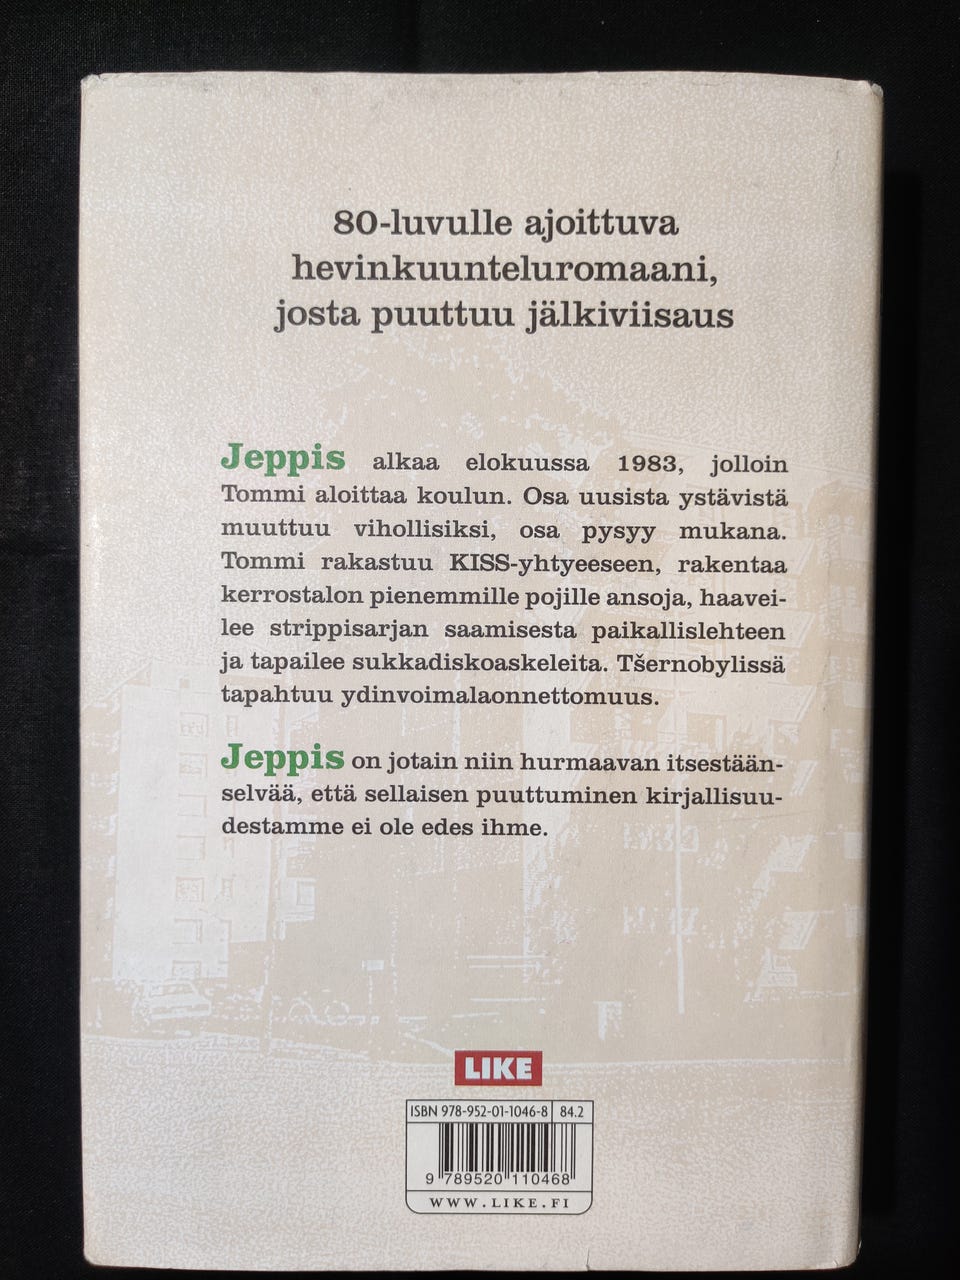 80-luvulle ajoittuva
hevinkuunteluromaani,
josta puuttuu jälkiviisaus
Jeppis alkaa elokuussa 1983, jolloin
Tommi aloittaa koulun. Osa uusista ystävistä
muuttuu vihollisiksi, osa pysyy mukana.
Tommi rakastuu KISS-yhtyeeseen, rakentaa
kerrostalon pienemmille pojille ansoja, haavei-
lee strippisarjan saamisesta paikallislehteen
ja tapailee sukkadiskoaskeleita. Tšernobylissä
tapahtuu ydinvoimalaonnettomuus.
Jeppis on jotain niin hurmaavan itsestään-
selvää, että sellaisen puuttuminen kirjallisuu-
destamme ei ole edes ihme.
LIKE
ISBN 978-952-01-1046-8 84.2
9 789520 110468
WWW.LIKE.FI